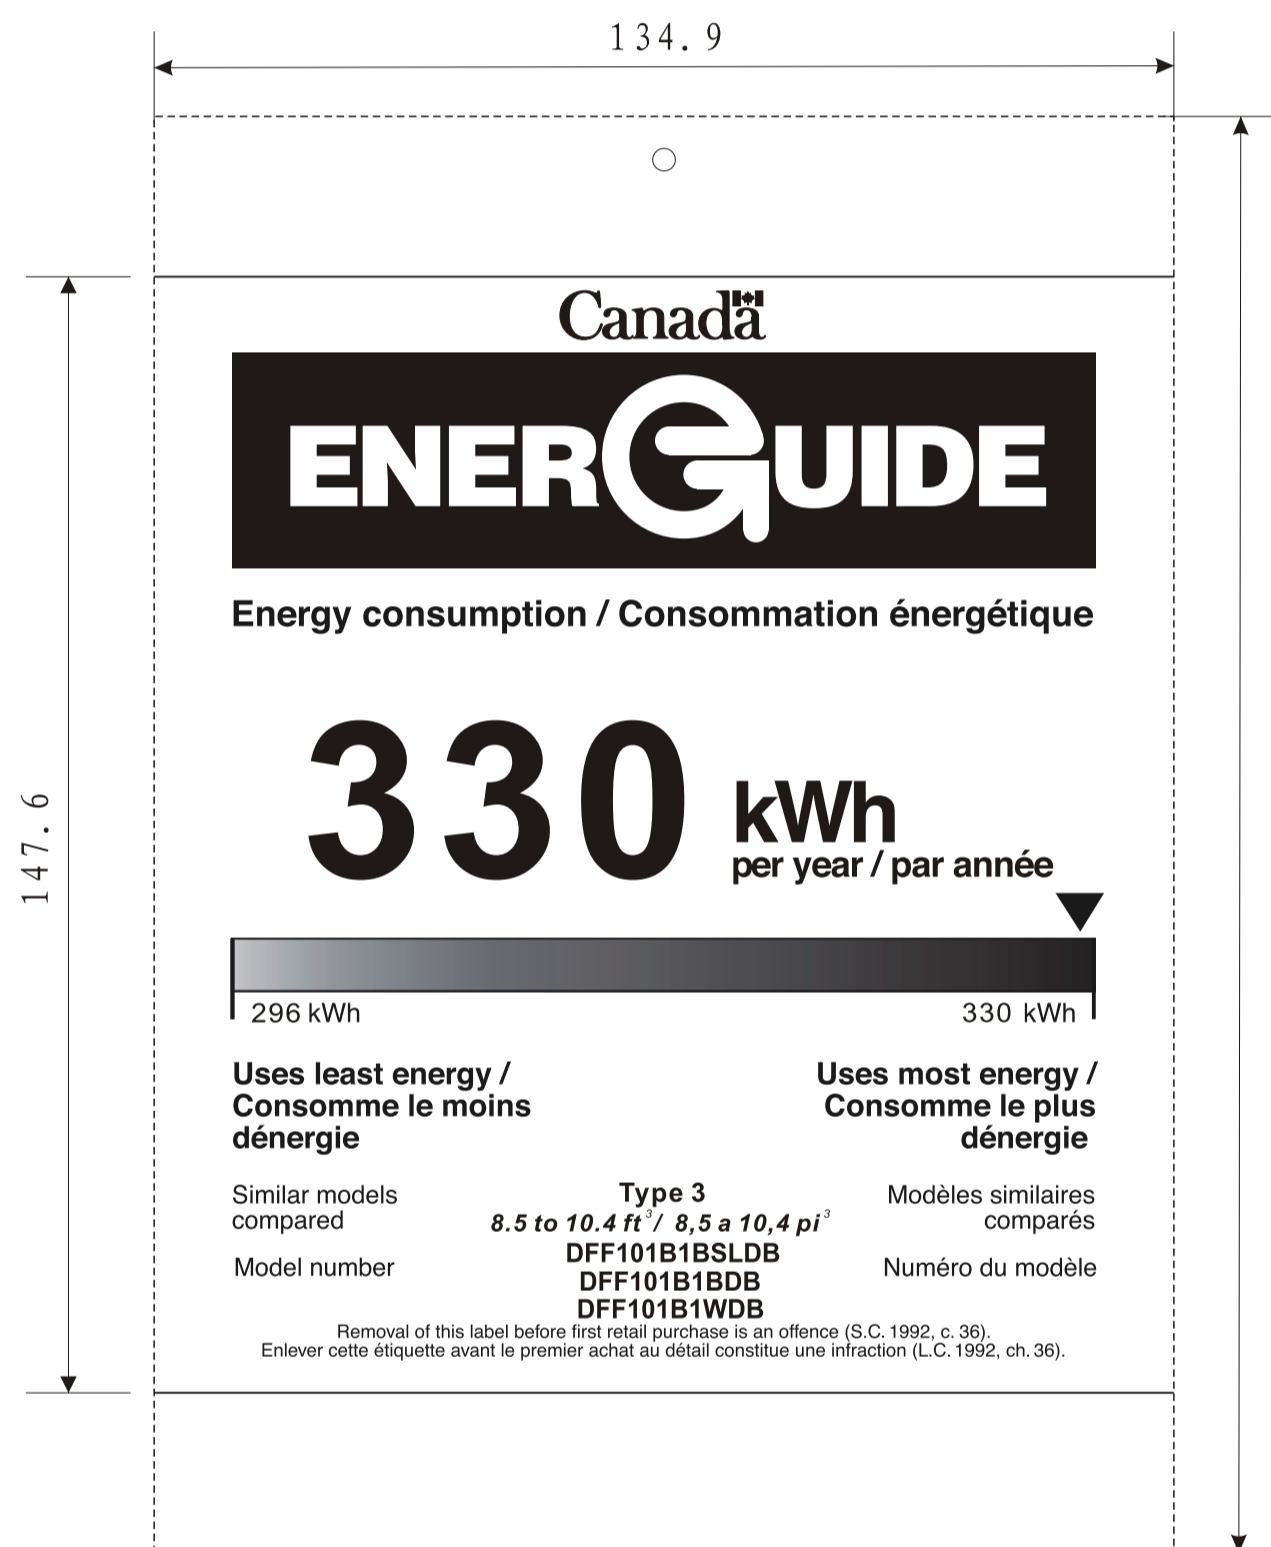 134.9
Canada
ENERGUIDE
Energy consumption / Consommation énergétique
330 kWh
per year / par année
147.6
296 kWh 330 kWh
Uses least energy / Uses most energy /
Consomme le moins Consomme le plus
dénergie dénergie
Similar models Type 3 Modèles similaires
compared 8.5 to 10.4 ft³/ 8,5 a 10,4 pi³ comparés
DFF101B1BSLDB
Model number DFF101B1BDB Numéro du modèle
DFF101B1WDB
Removal of this label before first retail purchase is an offence (S.C. 1992, c. 36).
Enlever cette étiquette avant le premier achat au détail constitue une infraction (L.C. 1992, ch. 36).